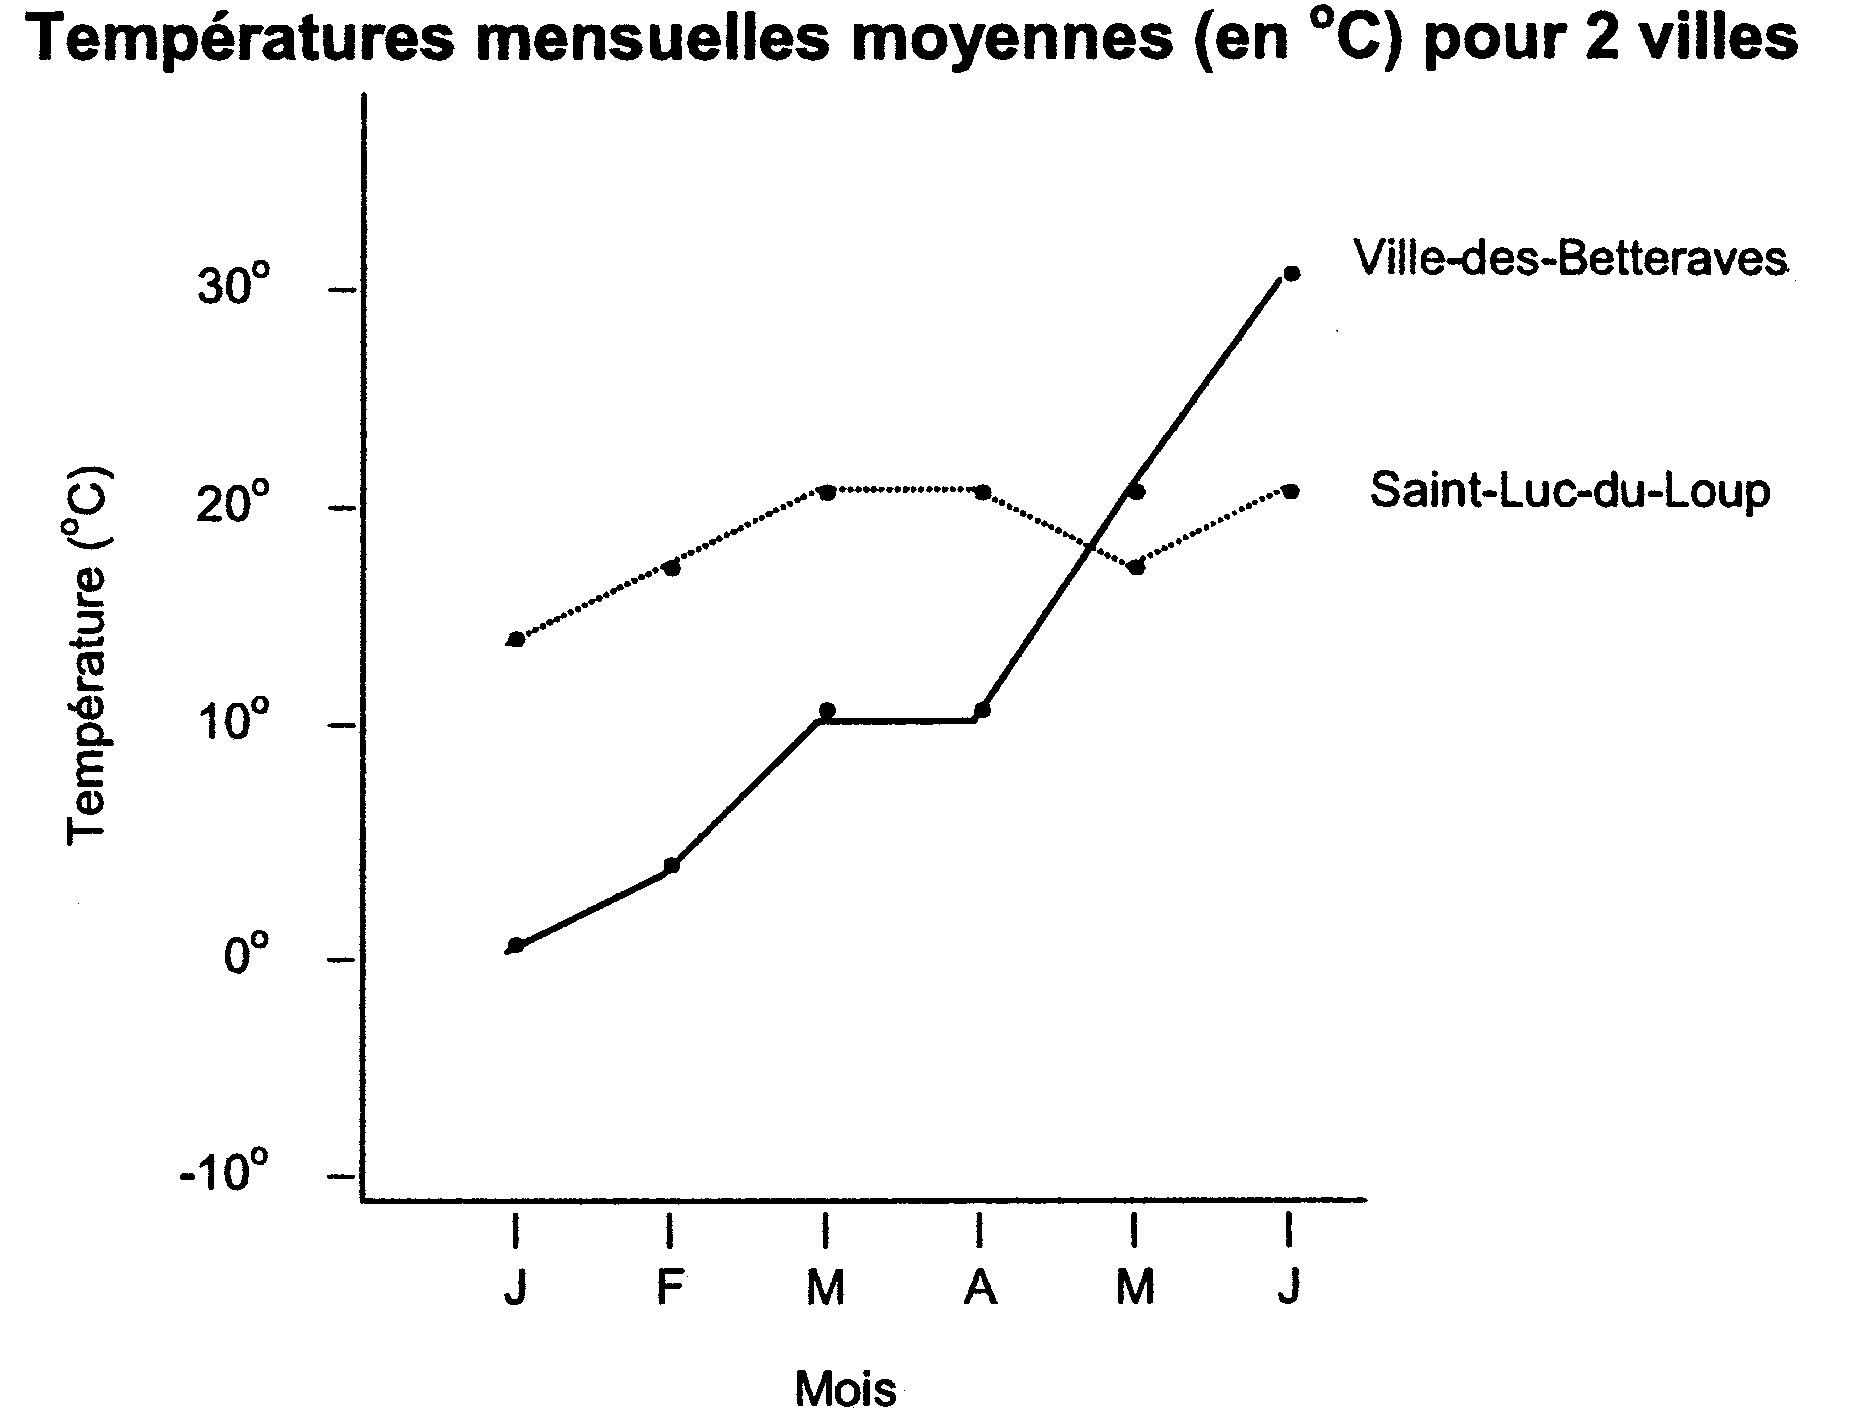 Températures mensuelles moyennes (en °C) pour 2 villes
Ville-des-Betteraves
30°
Saint-Luc-du-Loup
20°
Température (°C)
10°
0°
-10°
J F M A M J
Mois